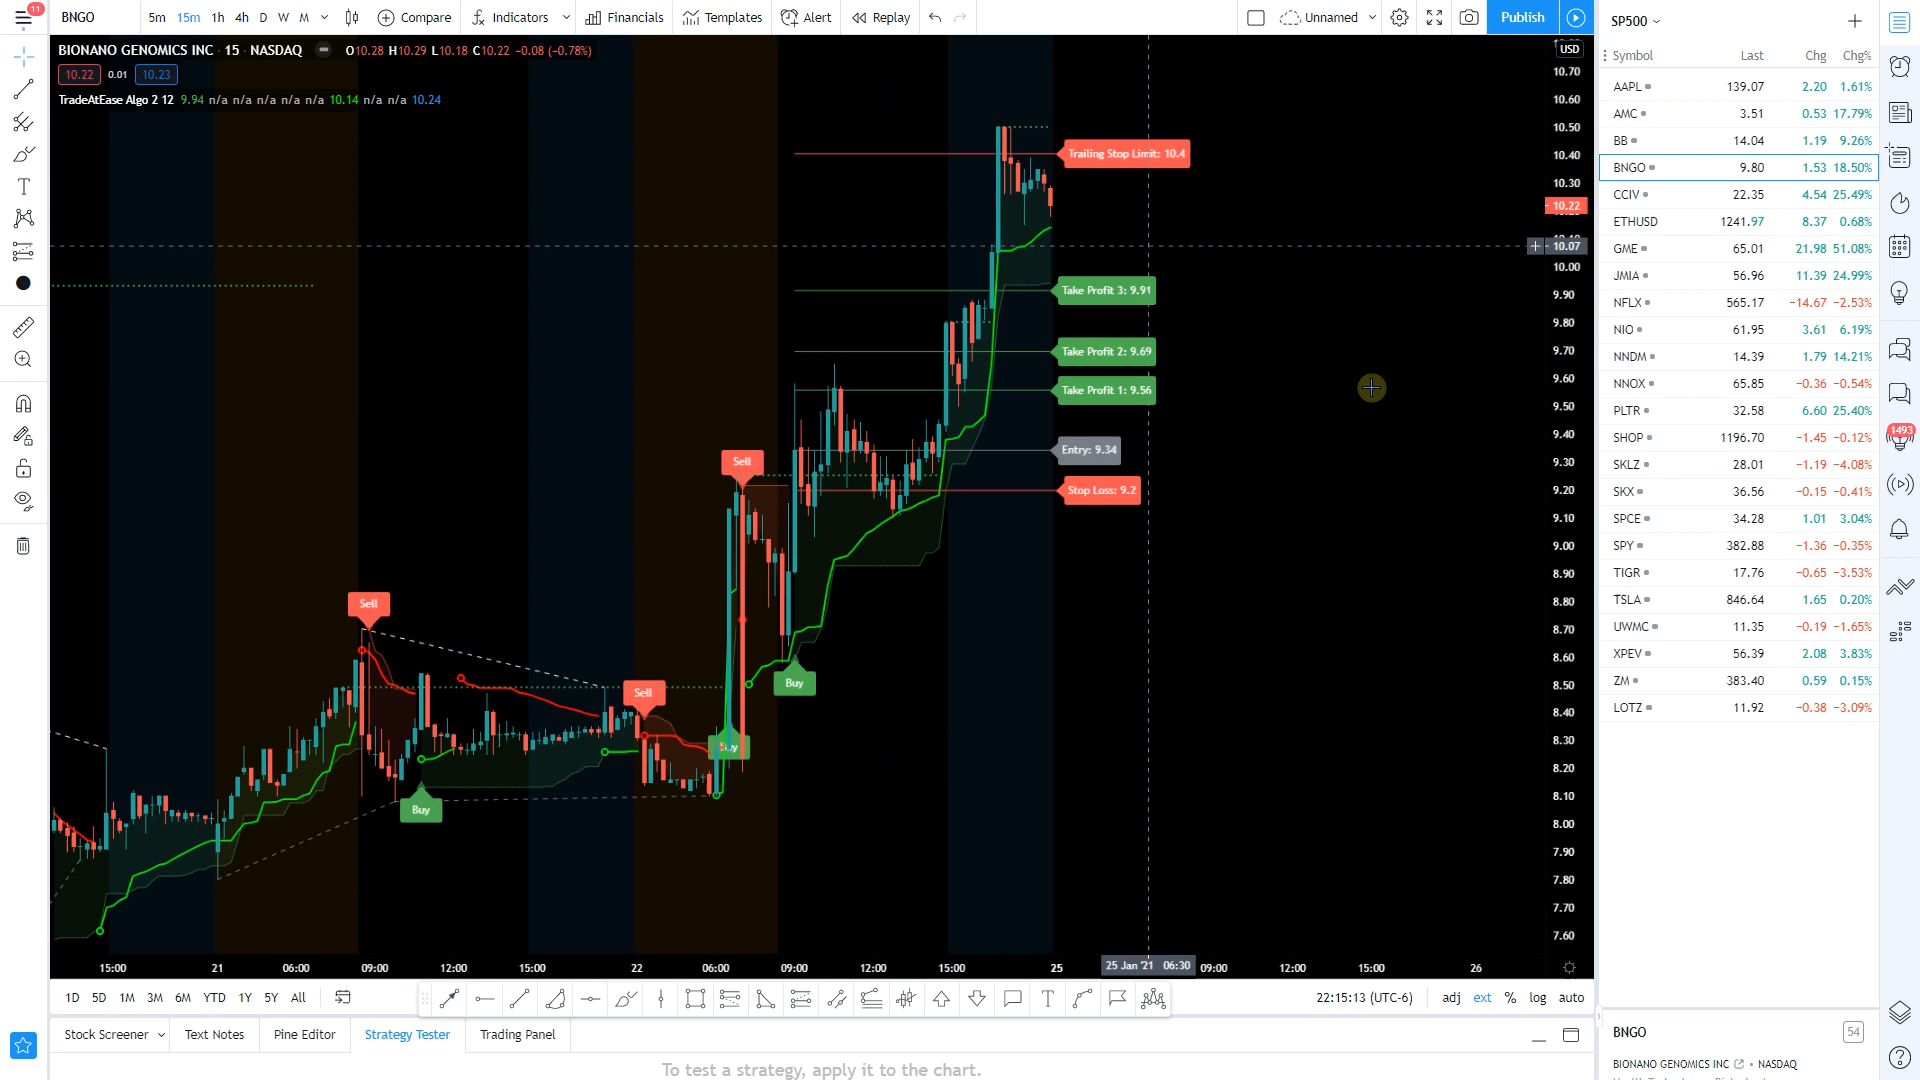 11
BNGO
5m 15m 1h 4h D W M
Compare
Indicators
Financials
Templates
Alert
Replay
Unnamed
Publish
SP500
BIONANO GENOMICS INC · 15 · NASDAQ
O10.28 H10.29 L10.18 C10.22 −0.08 (−0.78%)
10.22 0.01 10.23
TradeAtEase Algo 2 12 9.94 n/a n/a n/a n/a n/a 10.14 n/a n/a 10.24
USD
10.70
10.60
10.50
10.40
10.30
10.22
10.07
10.00
9.90
9.80
9.70
9.60
9.50
9.40
9.30
9.20
9.10
9.00
8.90
8.80
8.70
8.60
8.50
8.40
8.30
8.20
8.10
8.00
7.90
7.80
7.70
7.60
Trailing Stop Limit: 10.4
Take Profit 3: 9.91
Take Profit 2: 9.69
Take Profit 1: 9.56
Entry: 9.34
Stop Loss: 9.2
Sell
Sell
Sell
Buy
Buy
15:00 21 06:00 09:00 12:00 15:00 22 06:00 09:00 12:00 15:00 25 25 Jan '21 06:30 09:00 12:00 15:00 26
1D 5D 1M 3M 6M YTD 1Y 5Y All
22:15:13 (UTC-6) adj ext % log auto
Stock Screener Text Notes Pine Editor Strategy Tester Trading Panel
To test a strategy, apply it to the chart.
Symbol Last Chg Chg%
AAPL 139.07 2.20 1.61%
AMC 3.51 0.53 17.79%
BB 14.04 1.19 9.26%
BNGO 9.80 1.53 18.50%
CCIV 22.35 4.54 25.49%
ETHUSD 1241.97 8.37 0.68%
GME 65.01 21.98 51.08%
JMIA 56.96 11.39 24.99%
NFLX 565.17 −14.67 −2.53%
NIO 61.95 3.61 6.19%
NNDM 14.39 1.79 14.21%
NNOX 65.85 −0.36 −0.54%
PLTR 32.58 6.60 25.40%
SHOP 1196.70 −1.45 −0.12%
SKLZ 28.01 −1.19 −4.08%
SKX 36.56 −0.15 −0.41%
SPCE 34.28 1.01 3.04%
SPY 382.88 −1.36 −0.35%
TIGR 17.76 −0.65 −3.53%
TSLA 846.64 1.65 0.20%
UWMC 11.35 −0.19 −1.65%
XPEV 56.39 2.08 3.83%
ZM 383.40 0.59 0.15%
LOTZ 11.92 −0.38 −3.09%
1493
BNGO 54
BIONANO GENOMICS INC • NASDAQ